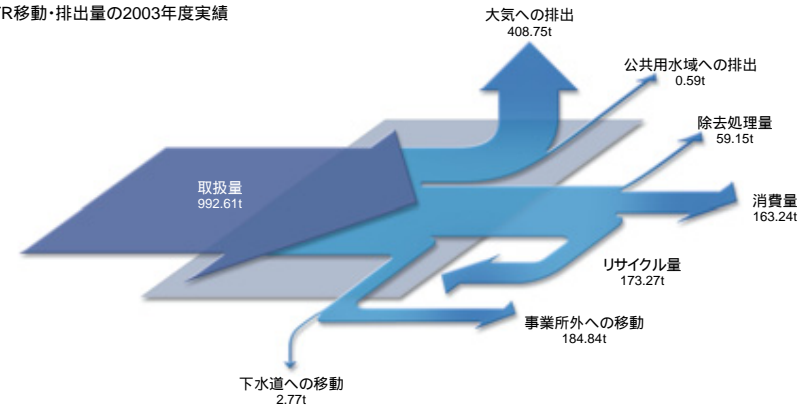 R移動・排出量の2003年度実績
大気への排出
408.75t
公共用水域への排出
0.59t
除去処理量
59.15t
取扱量
992.61t
消費量
163.24t
リサイクル量
173.27t
事業所外への移動
184.84t
下水道への移動
2.77t